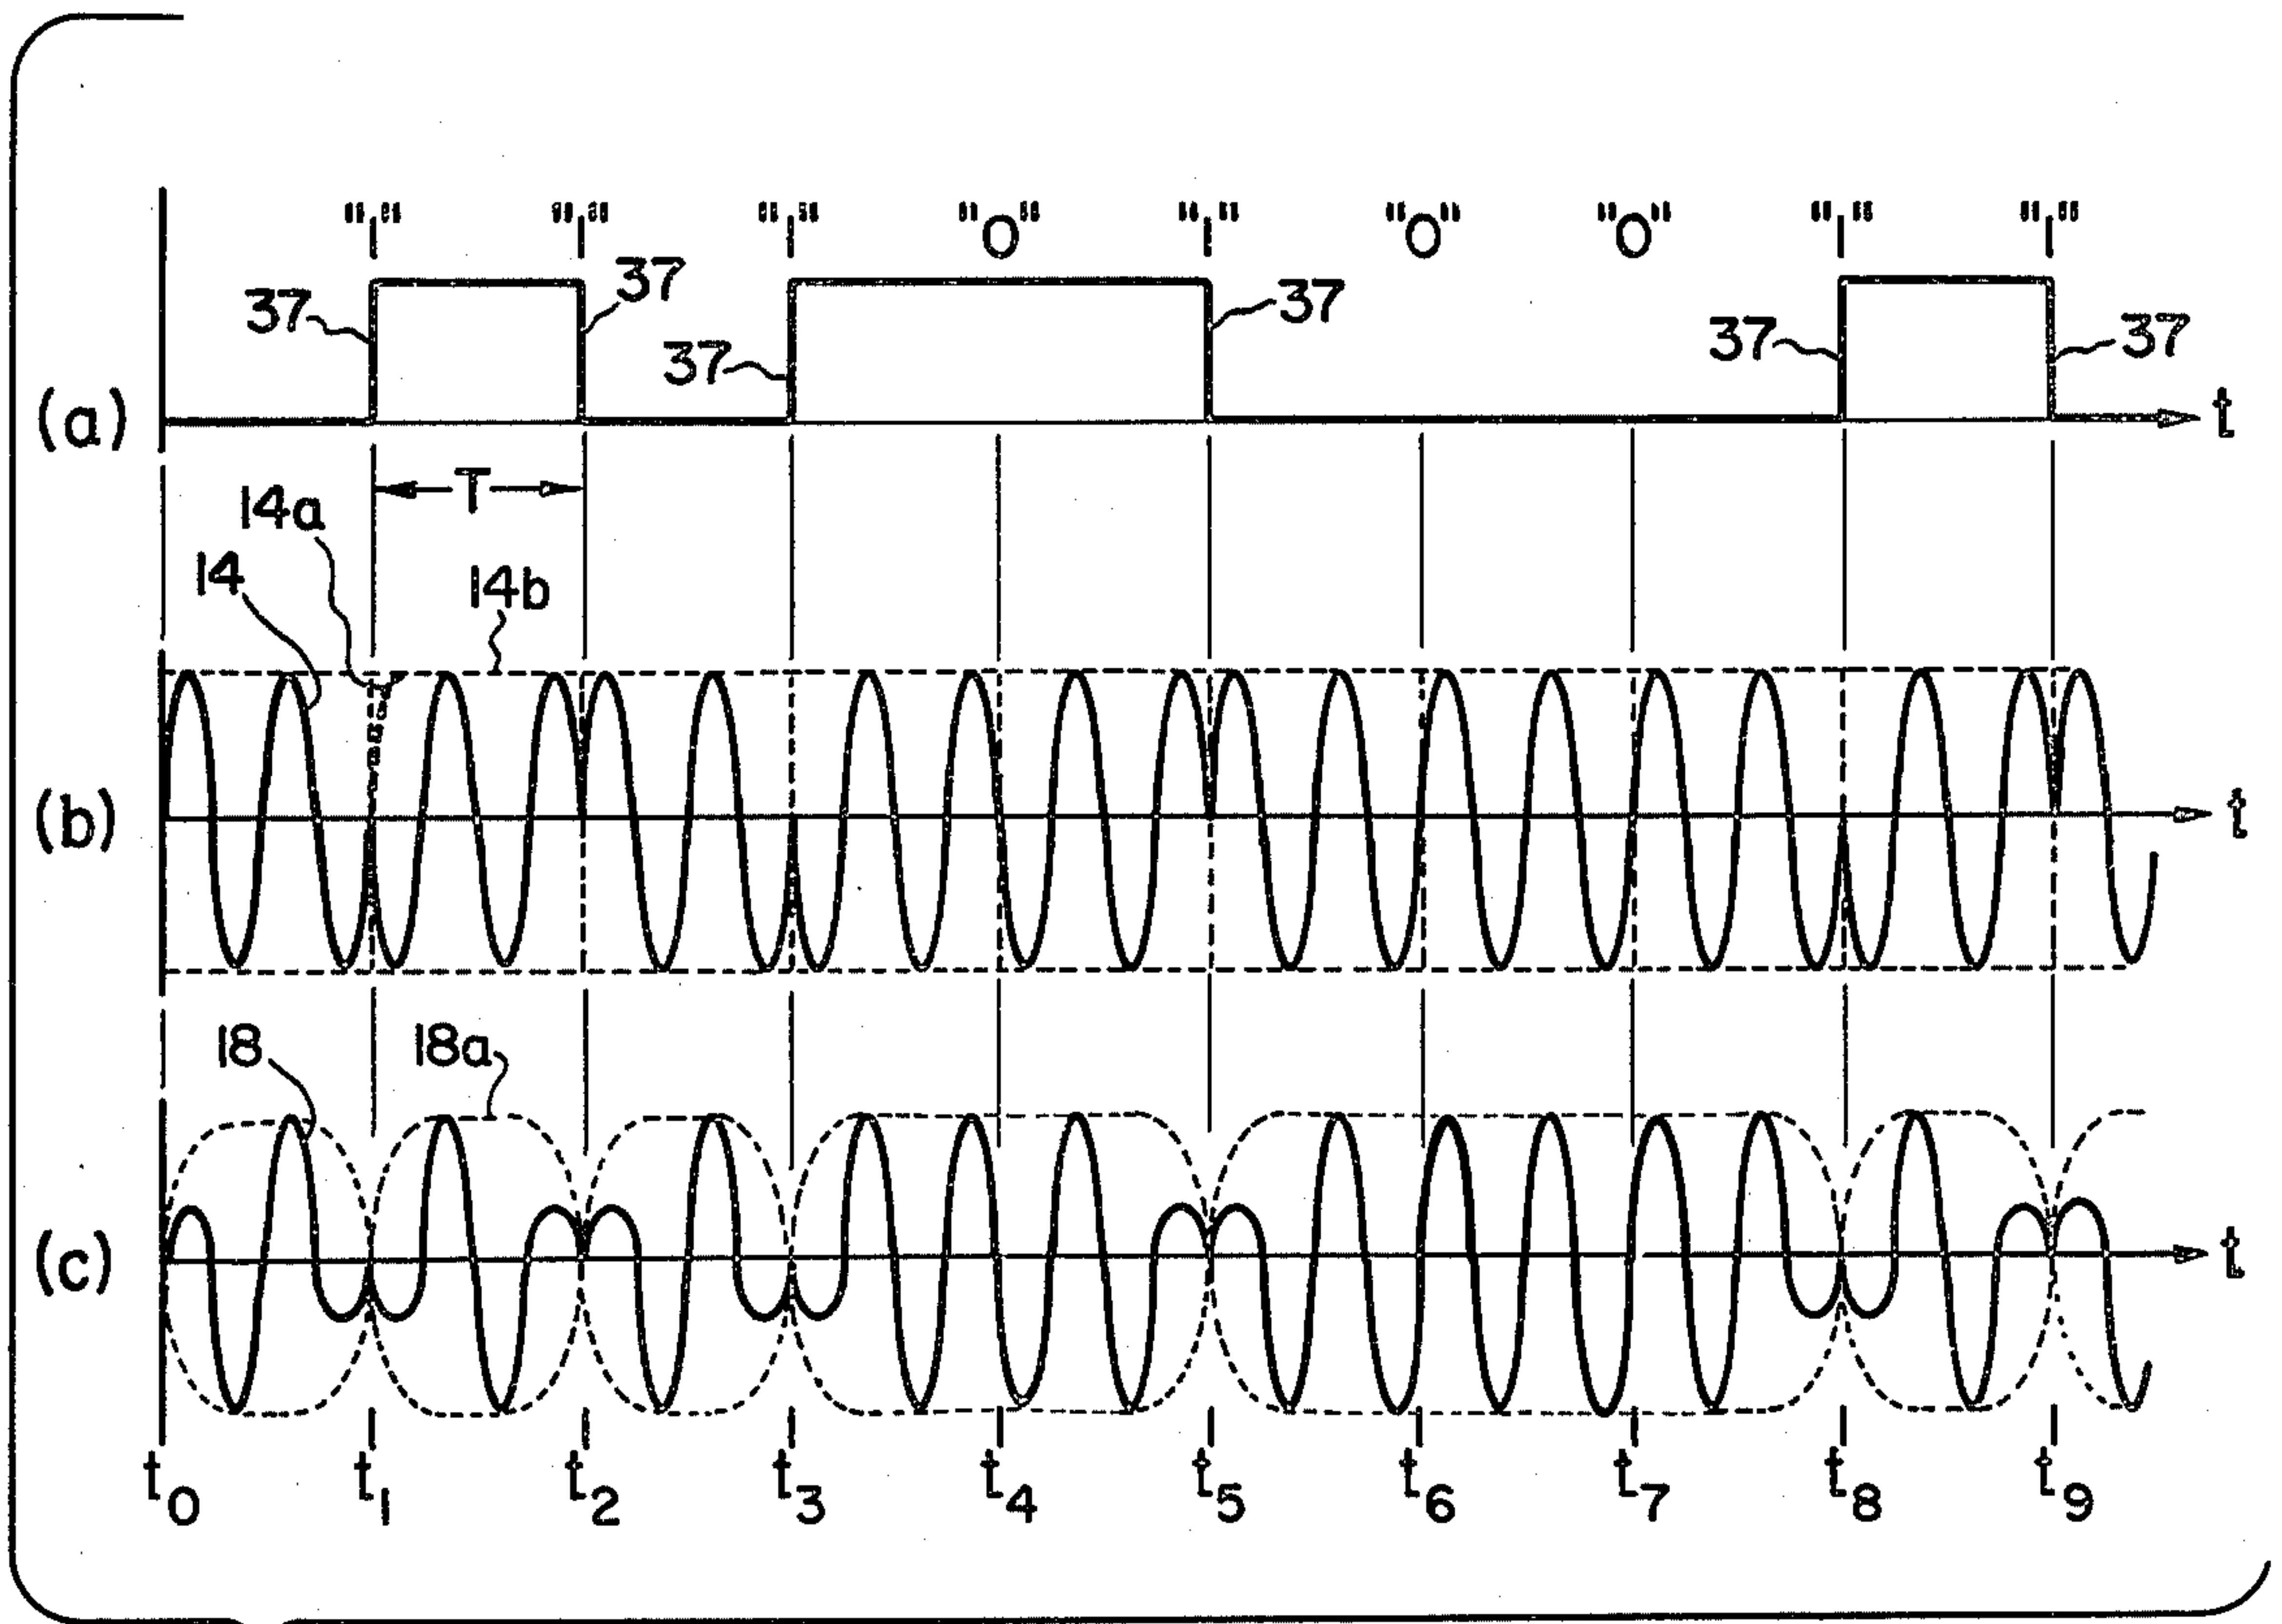 "1" "1" "1" "0" "1" "0" "0" "1" "1"
37 37 37 37 37 37
(a) t
T
14a
14 14b
(b) t
18 18a
(c) t
t0 t1 t2 t3 t4 t5 t6 t7 t8 t9